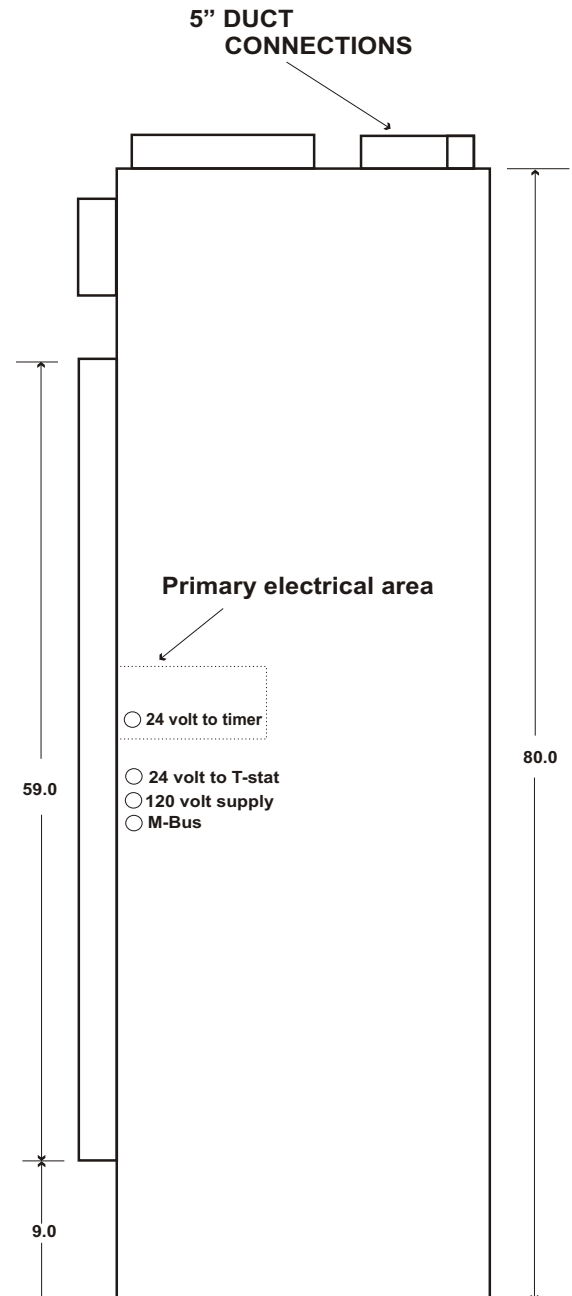 5” DUCT
CONNECTIONS
Primary electrical area
24 volt to timer
24 volt to T-stat
120 volt supply
M-Bus
59.0
80.0
9.0